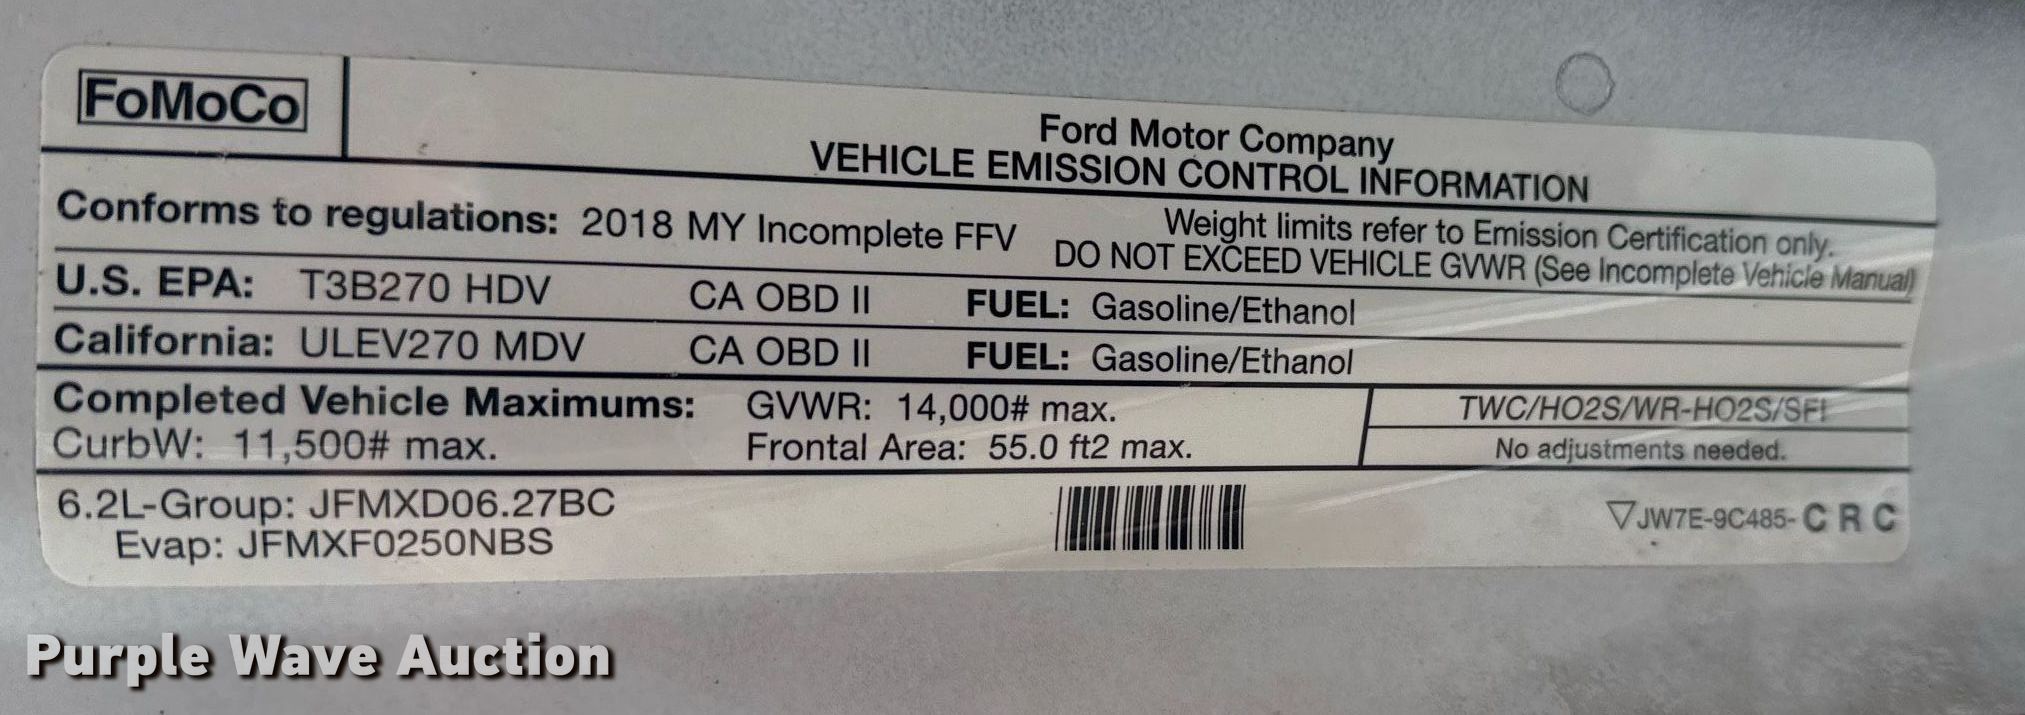 FoMoCo
Ford Motor Company
VEHICLE EMISSION CONTROL INFORMATION
Conforms to regulations: 2018 MY Incomplete FFV
Weight limits refer to Emission Certification only.
DO NOT EXCEED VEHICLE GVWR (See Incomplete Vehicle Manual)
U.S. EPA: T3B270 HDV CA OBD II FUEL: Gasoline/Ethanol
California: ULEV270 MDV CA OBD II FUEL: Gasoline/Ethanol
Completed Vehicle Maximums: GVWR: 14,000# max. TWC/HO2S/WR-HO2S/SFI
CurbW: 11,500# max. Frontal Area: 55.0 ft2 max. No adjustments needed.
6.2L-Group: JFMXD06.27BC
Evap: JFMXF0250NBS
▽JW7E-9C485-CRC
Purple Wave Auction